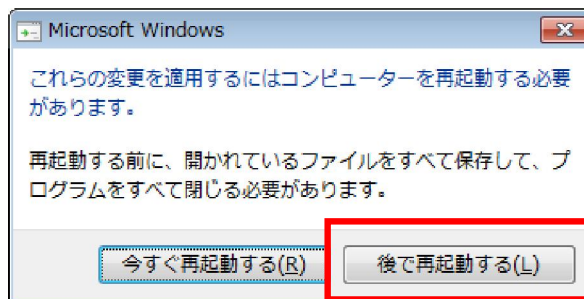 Microsoft Windows
これらの変更を適用するにはコンピューターを再起動する必要
があります。
再起動する前に、開かれているファイルをすべて保存して、プ
ログラムをすべて閉じる必要があります。
今すぐ再起動する(R) 後で再起動する(L)